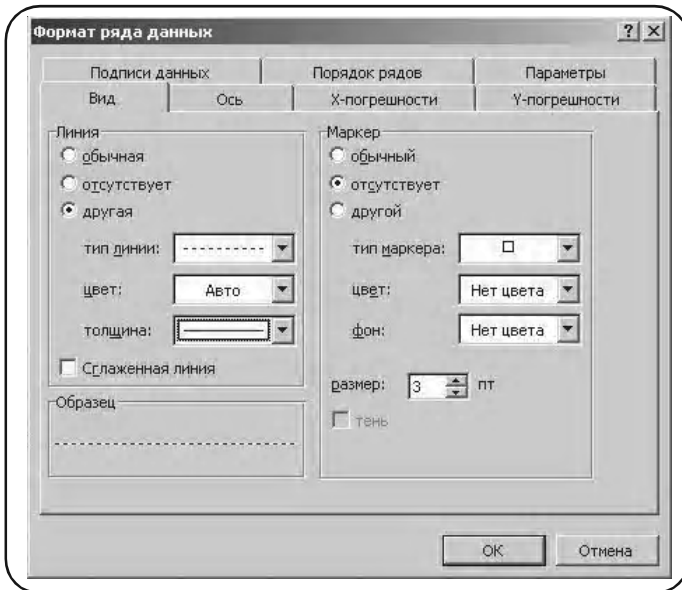 Формат ряда данных
Подписи данных Порядок рядов Параметры
Вид Ось X-погрешности Y-погрешности
Линия
обычная
отсутствует
другая
тип линии:
цвет: Авто
толщина:
Сглаженная линия
Образец
Маркер
обычный
отсутствует
другой
тип маркера:
цвет: Нет цвета
фон: Нет цвета
размер: 3 пт
тень
ОК Отмена